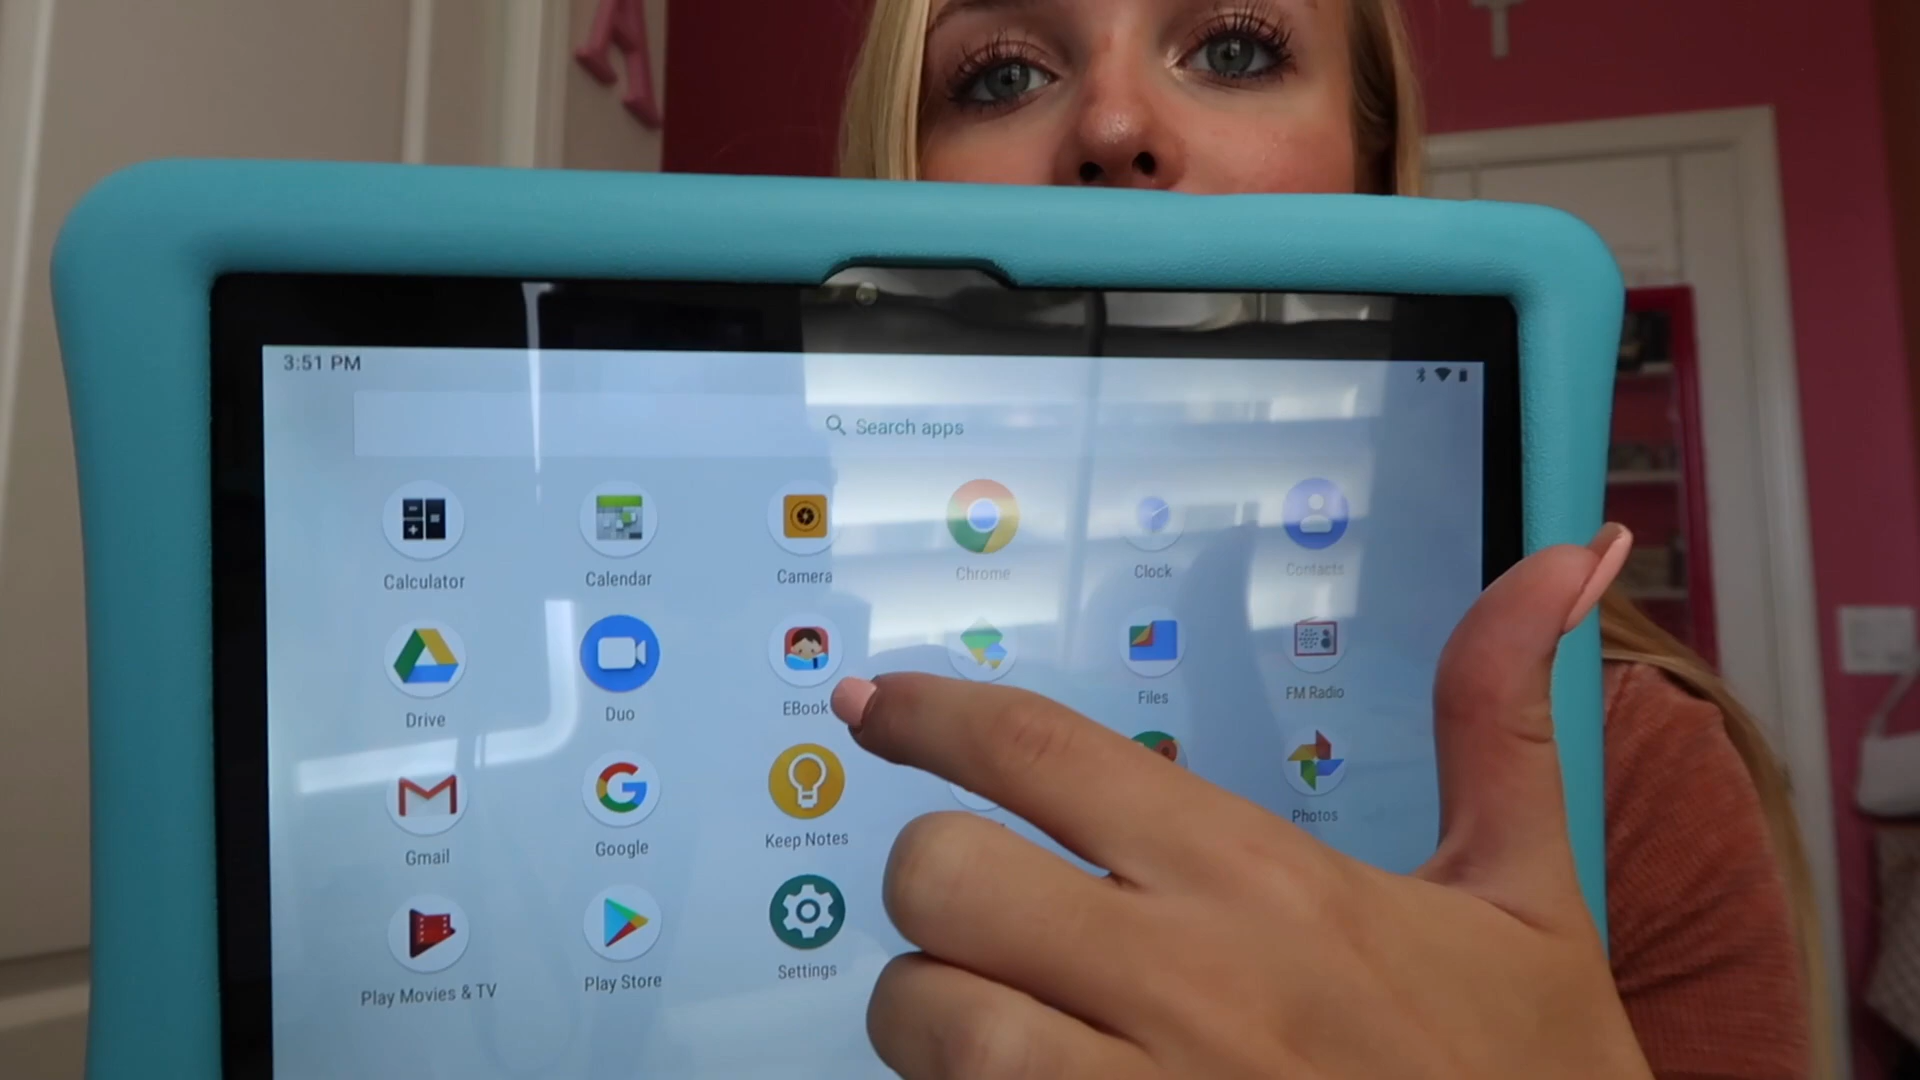 3:51 PM
Search apps
Calculator
Calendar
Camera
Chrome
Clock
Contacts
Drive
Duo
EBook
Files
FM Radio
Gmail
Google
Keep Notes
Photos
Play Movies & TV
Play Store
Settings